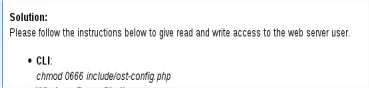 Solution:
Please follow the instructions below to give read and write access to the web server user.
• CLI:
chmod 0666 include/ost-config.php